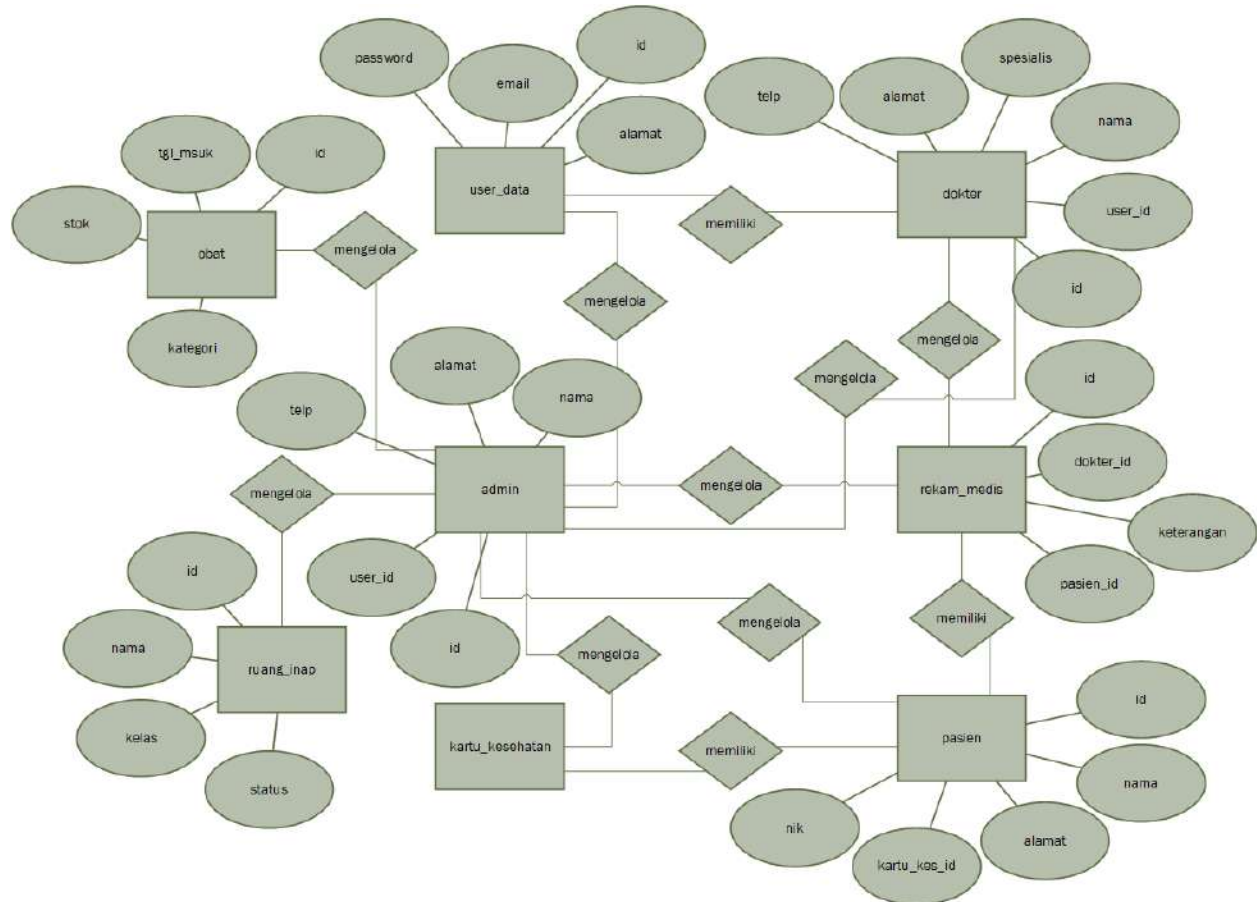 id
password
spesialis
email
telp
alamat
nama
alamat
tgl_msuk
id
user_data
dokter
user_id
stok
memiliki
obat
mengelola
id
mengelola
mengelola
kategori
alamat
mengelola
id
nama
telp
dokter_id
mengelola
admin
mengelola
rekam_medis
keterangan
id
user_id
pasien_id
mengelola
memiliki
nama
id
mengelola
ruang_inap
id
kelas
kartu_kesehatan
memiliki
pasien
nama
status
nik
alamat
kartu_kes_id